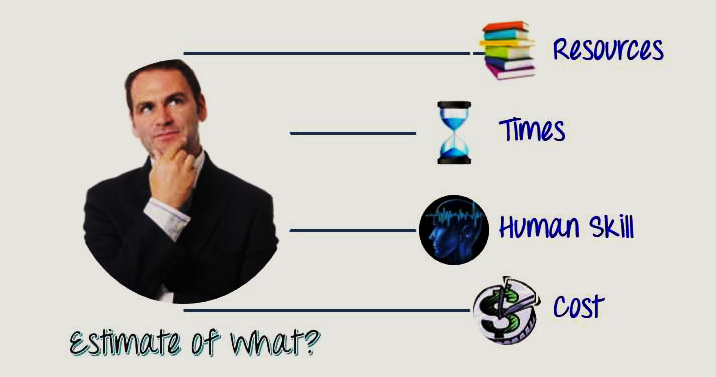 Resources
Times
Human Skill
Cost
Estimate of what?